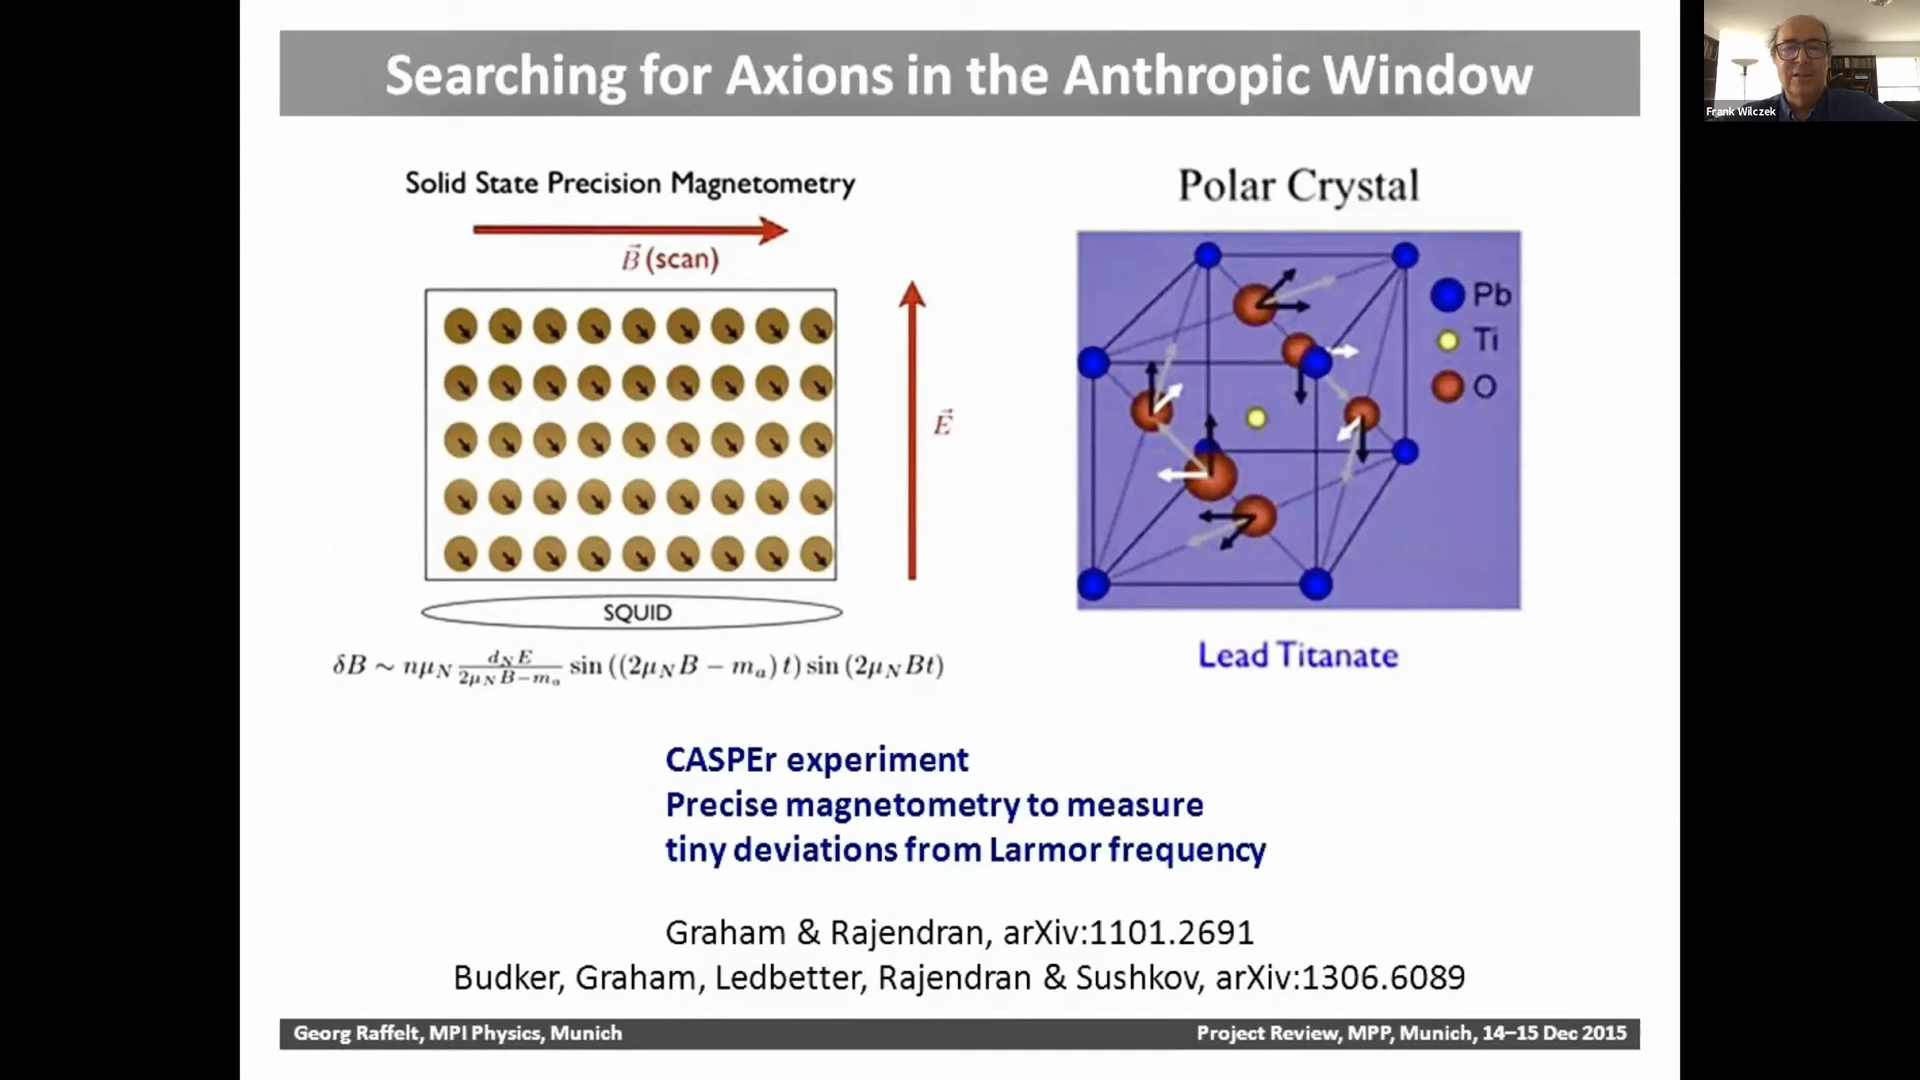 Searching for Axions in the Anthropic Window
Frank Wilczek
Solid State Precision Magnetometry
Polar Crystal
B⃗ (scan)
E⃗
Pb
Ti
O
SQUID
δB ~ nμ_N d_N E / (2μ_N B − m_a) sin ((2μ_N B − m_a) t) sin (2μ_N Bt)
Lead Titanate
CASPEr experiment
Precise magnetometry to measure
tiny deviations from Larmor frequency
Graham & Rajendran, arXiv:1101.2691
Budker, Graham, Ledbetter, Rajendran & Sushkov, arXiv:1306.6089
Georg Raffelt, MPI Physics, Munich
Project Review, MPP, Munich, 14–15 Dec 2015